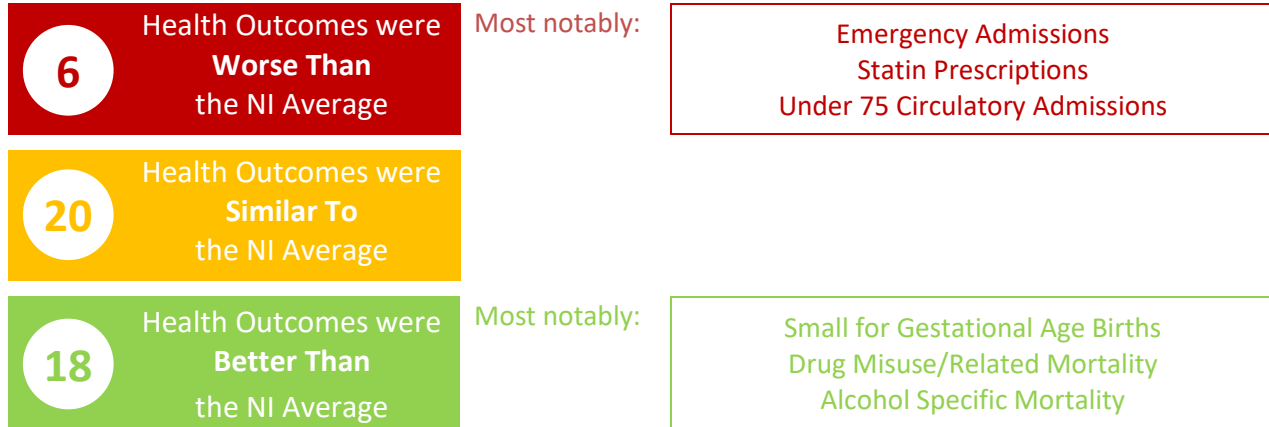 6
Health Outcomes were
Worse Than
the NI Average
Most notably:
Emergency Admissions
Statin Prescriptions
Under 75 Circulatory Admissions
20
Health Outcomes were
Similar To
the NI Average
18
Health Outcomes were
Better Than
the NI Average
Most notably:
Small for Gestational Age Births
Drug Misuse/Related Mortality
Alcohol Specific Mortality